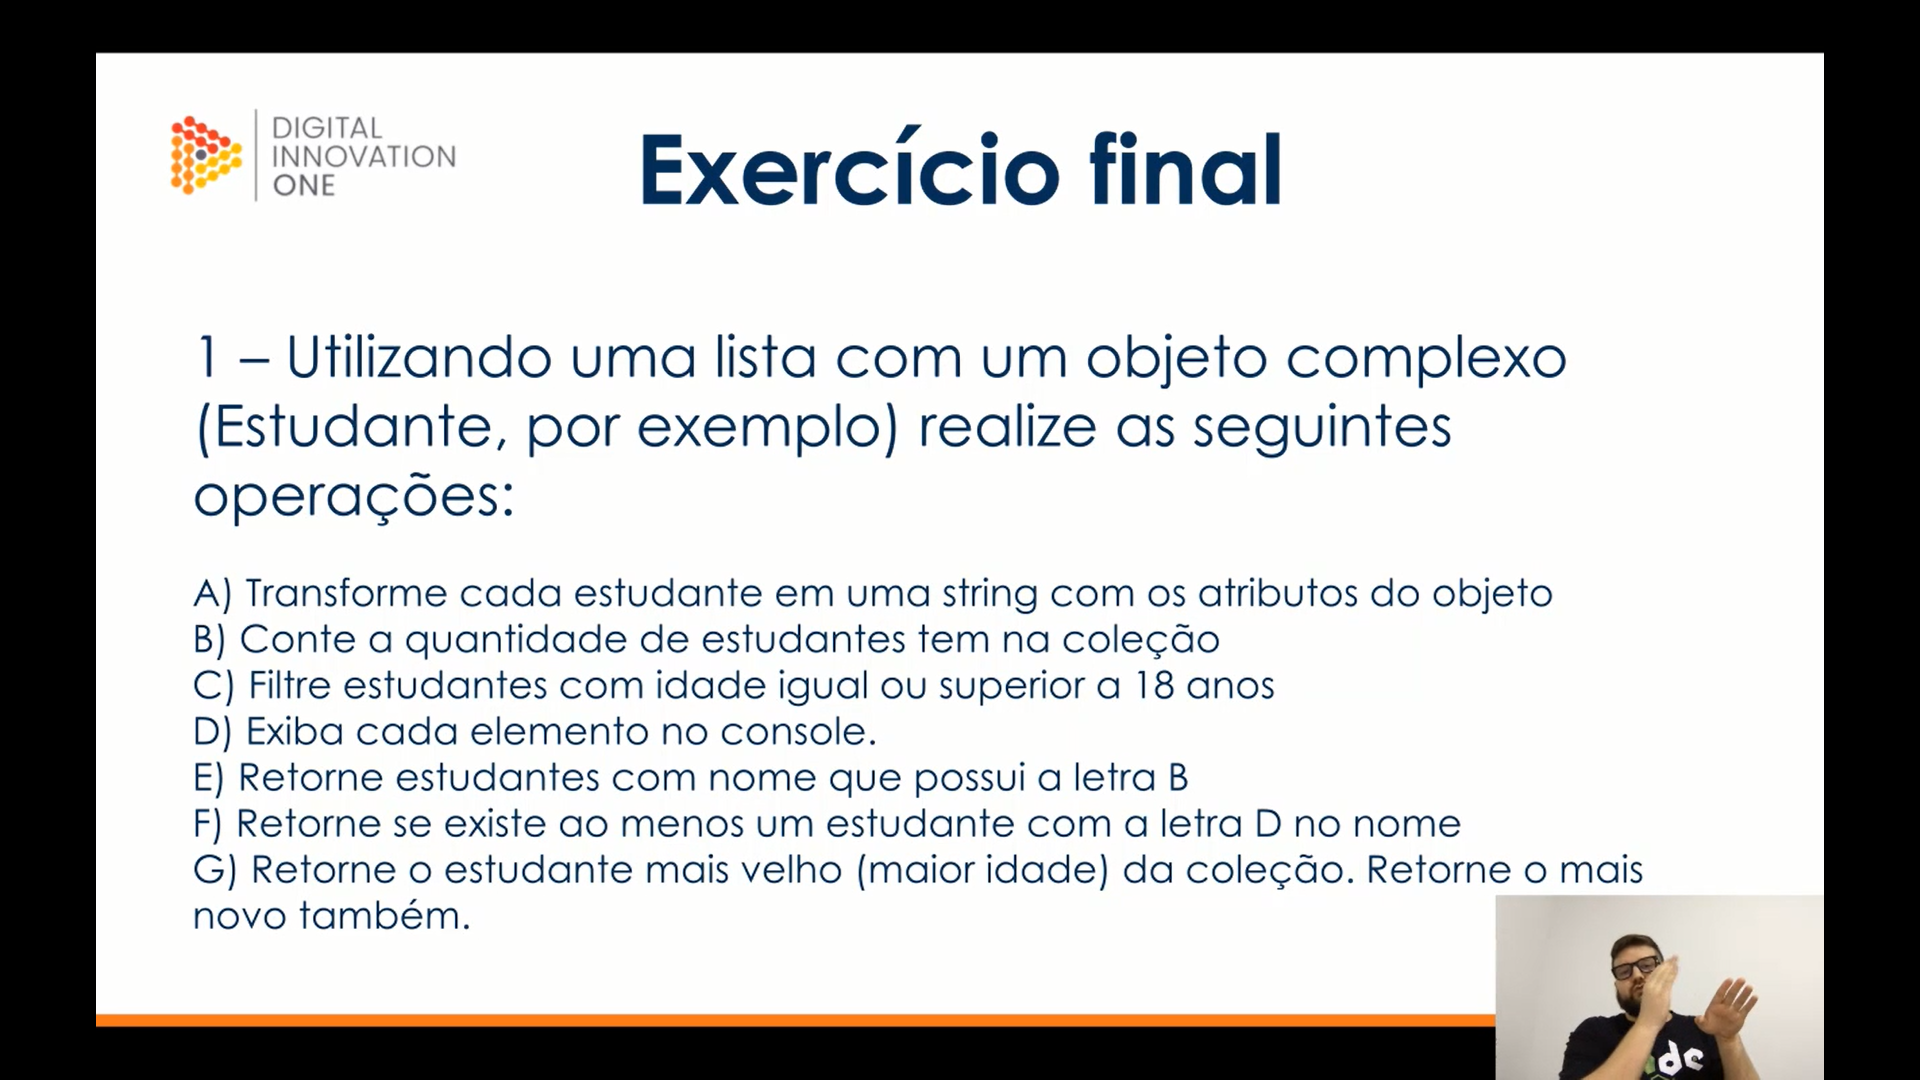 DIGITAL
INNOVATION
ONE
Exercício final
1 – Utilizando uma lista com um objeto complexo
(Estudante, por exemplo) realize as seguintes
operações:
A) Transforme cada estudante em uma string com os atributos do objeto
B) Conte a quantidade de estudantes tem na coleção
C) Filtre estudantes com idade igual ou superior a 18 anos
D) Exiba cada elemento no console.
E) Retorne estudantes com nome que possui a letra B
F) Retorne se existe ao menos um estudante com a letra D no nome
G) Retorne o estudante mais velho (maior idade) da coleção. Retorne o mais
novo também.
dc